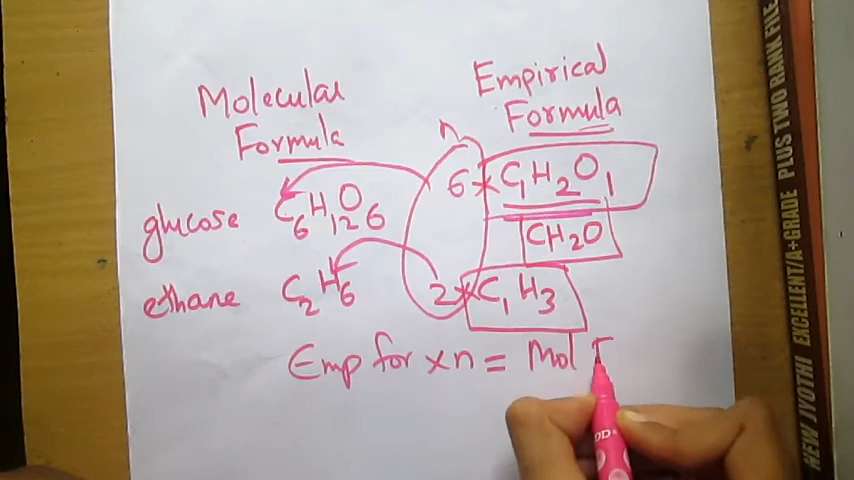 Molecular
Formula
Empirical
Formula
n
glucose C6H12O6
6 × C1H2O1
CH2O
ethane C2H6
2 × C1H3
Emp for × n = Mol F
NEW JYOTHI EXCELLENT/A+GRADE PLUS TWO RANK FILE